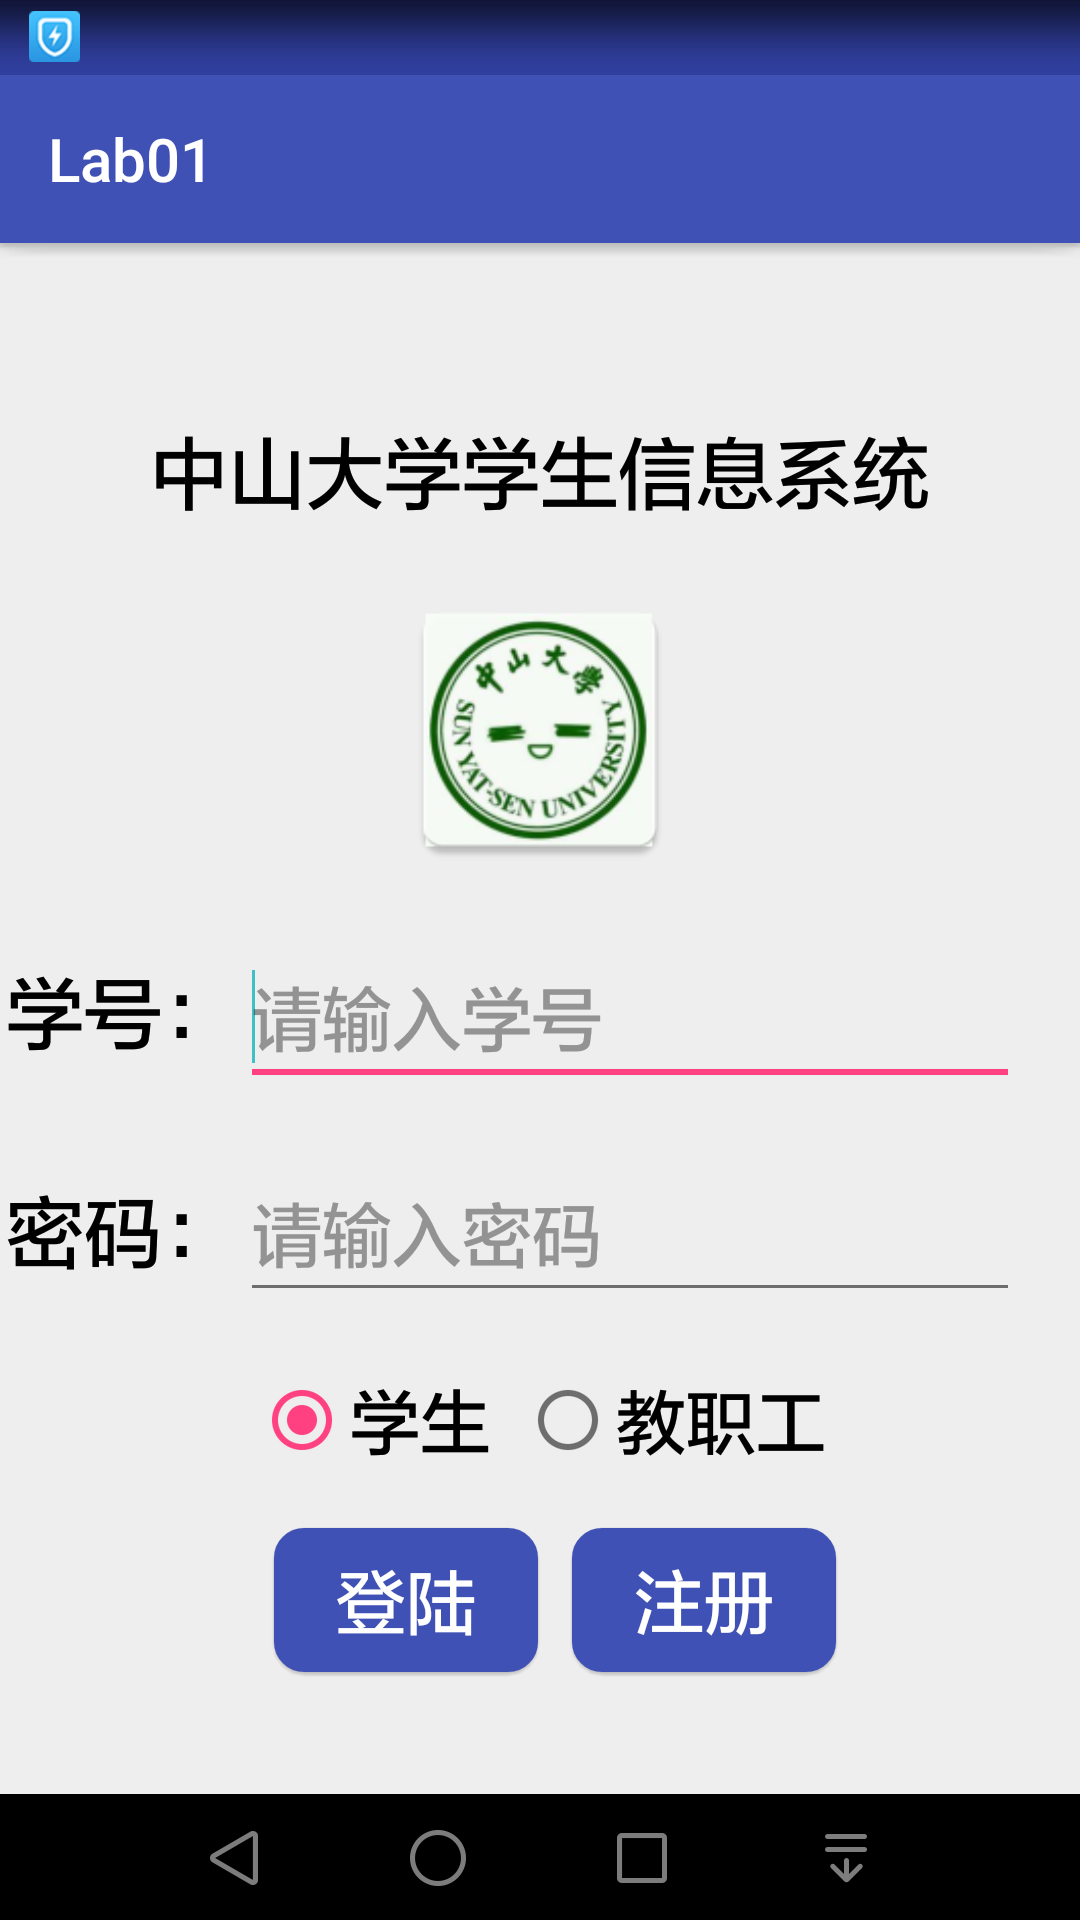 Lab01
中山大学学生信息系统
中山大學
SUN YAT-SEN UNIVERSITY
学号： 请输入学号
密码： 请输入密码
学生 教职工
登陆 注册